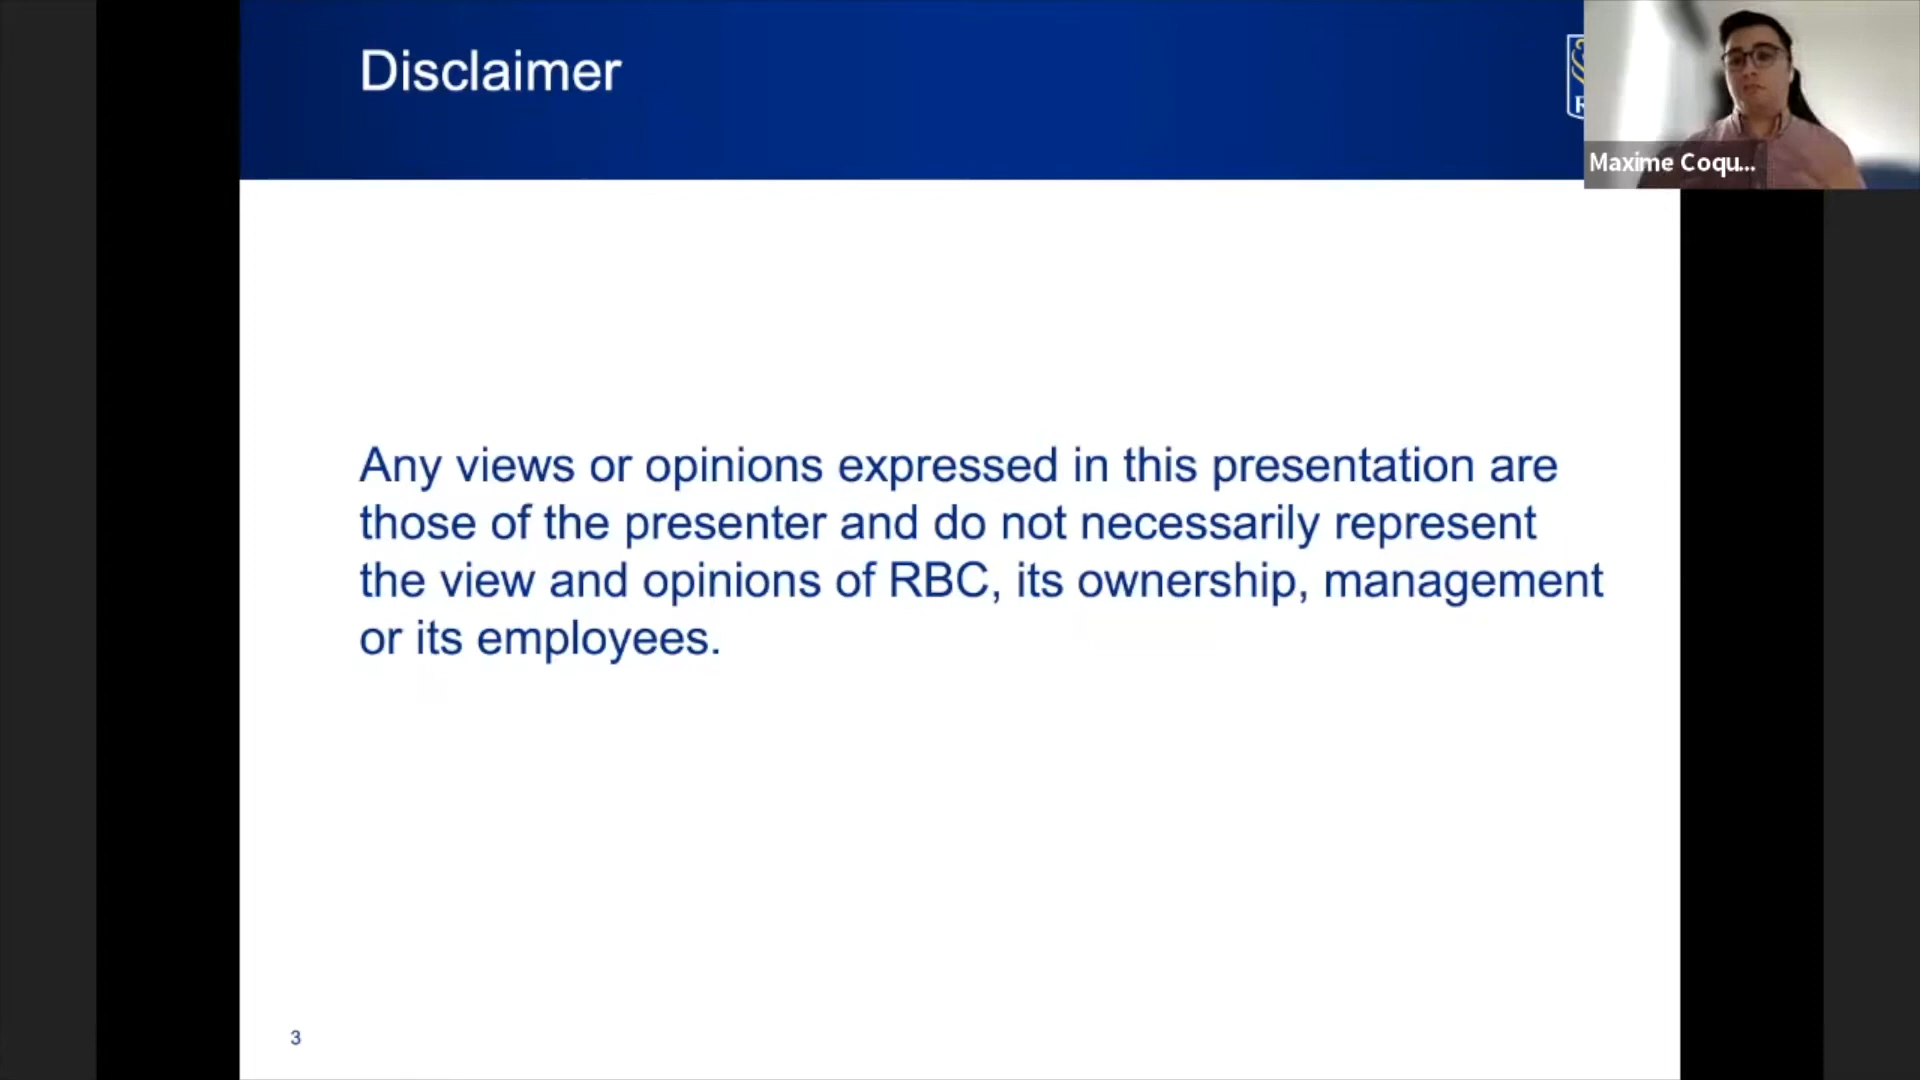 Disclaimer
Maxime Coqu...
Any views or opinions expressed in this presentation are
those of the presenter and do not necessarily represent
the view and opinions of RBC, its ownership, management
or its employees.
3